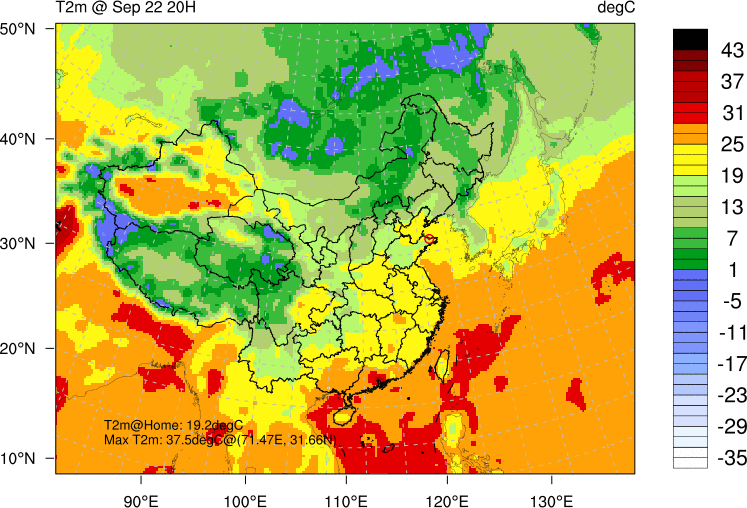 T2m @ Sep 22 20H
degC
50°N
40°N
30°N
20°N
10°N
90°E
100°E
110°E
120°E
130°E
T2m@Home: 19.2degC
Max T2m: 37.5degC@(71.47E, 31.66N)
43
37
31
25
19
13
7
1
-5
-11
-17
-23
-29
-35